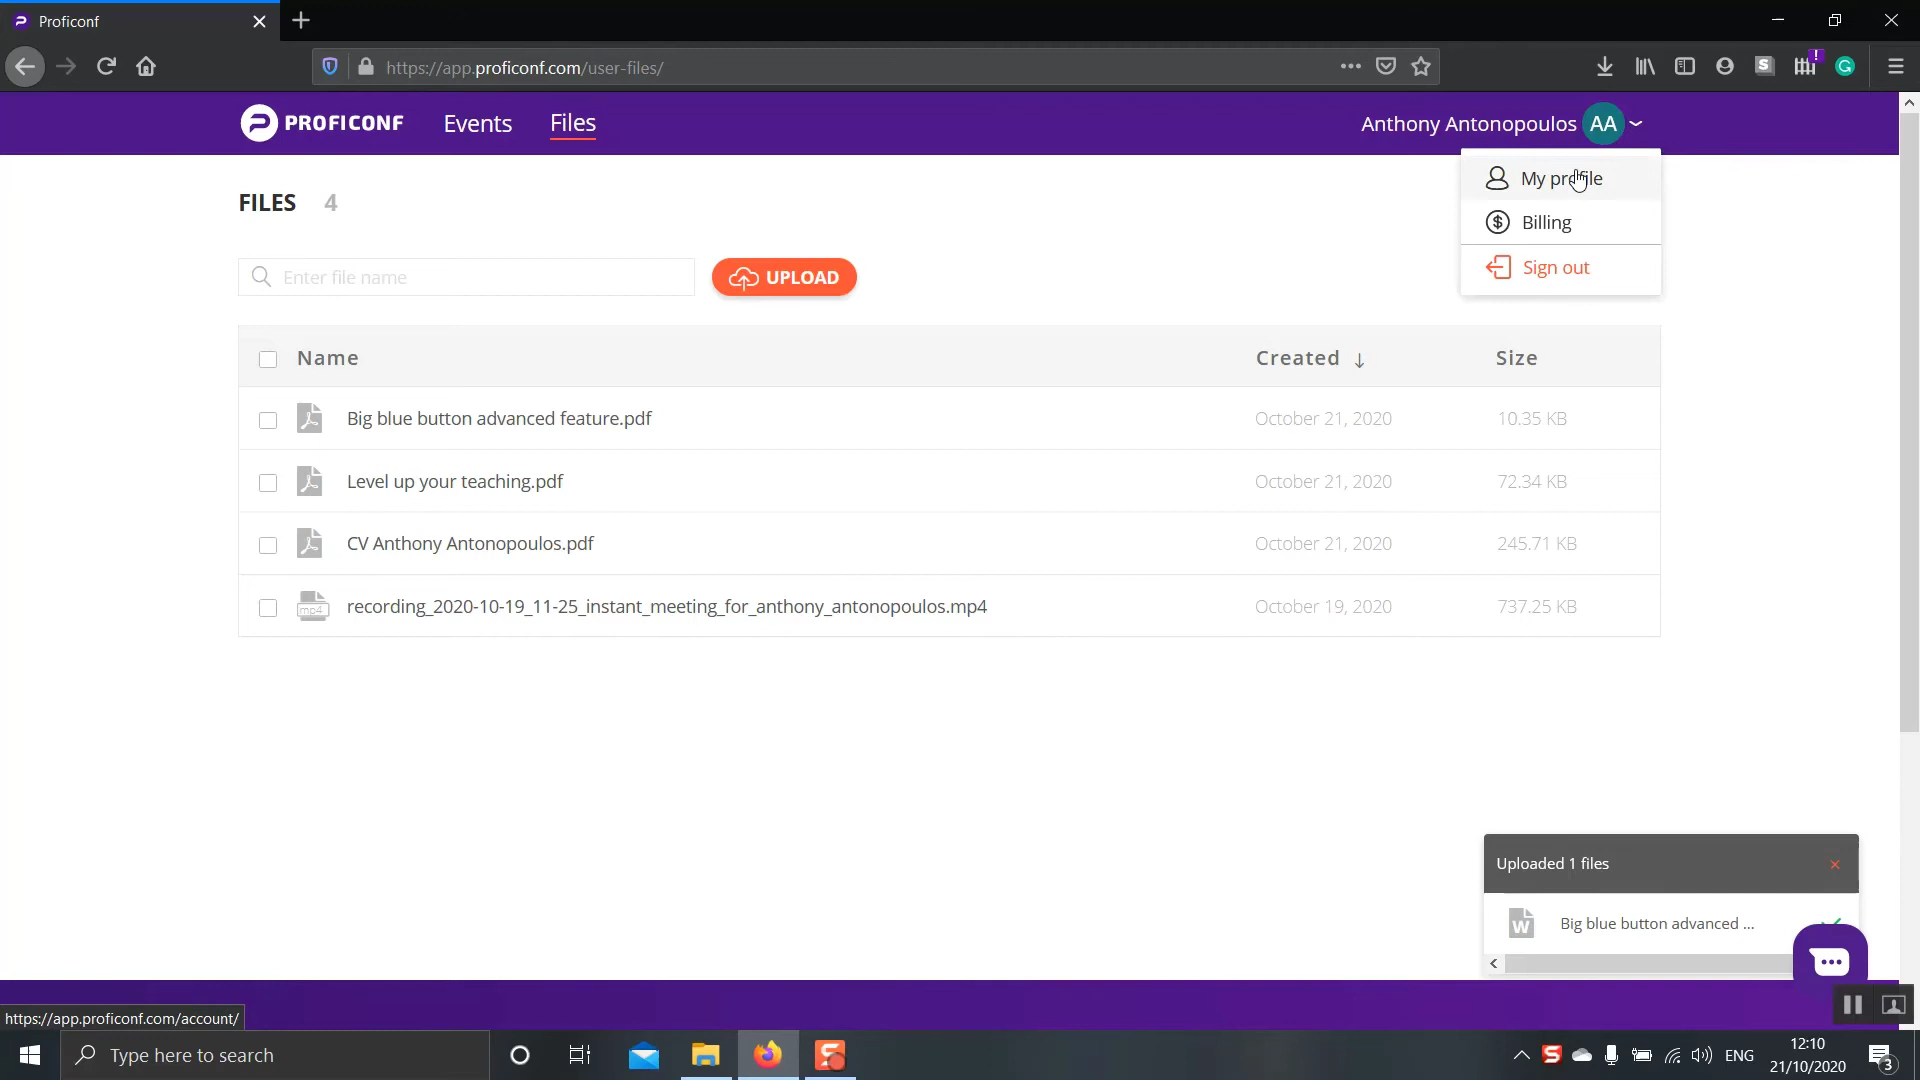 Proficonf
https://app.proficonf.com/user-files/
PROFICONF Events Files Anthony Antonopoulos AA
My profile
Billing
Sign out
FILES 4
Enter file name UPLOAD
Name Created ↓ Size
Big blue button advanced feature.pdf October 21, 2020 10.35 KB
Level up your teaching.pdf October 21, 2020 72.34 KB
CV Anthony Antonopoulos.pdf October 21, 2020 245.71 KB
mp4 recording_2020-10-19_11-25_instant_meeting_for_anthony_antonopoulos.mp4 October 19, 2020 737.25 KB
Uploaded 1 files
W Big blue button advanced ...
https://app.proficonf.com/account/
Type here to search
ENG
12:10
21/10/2020
3